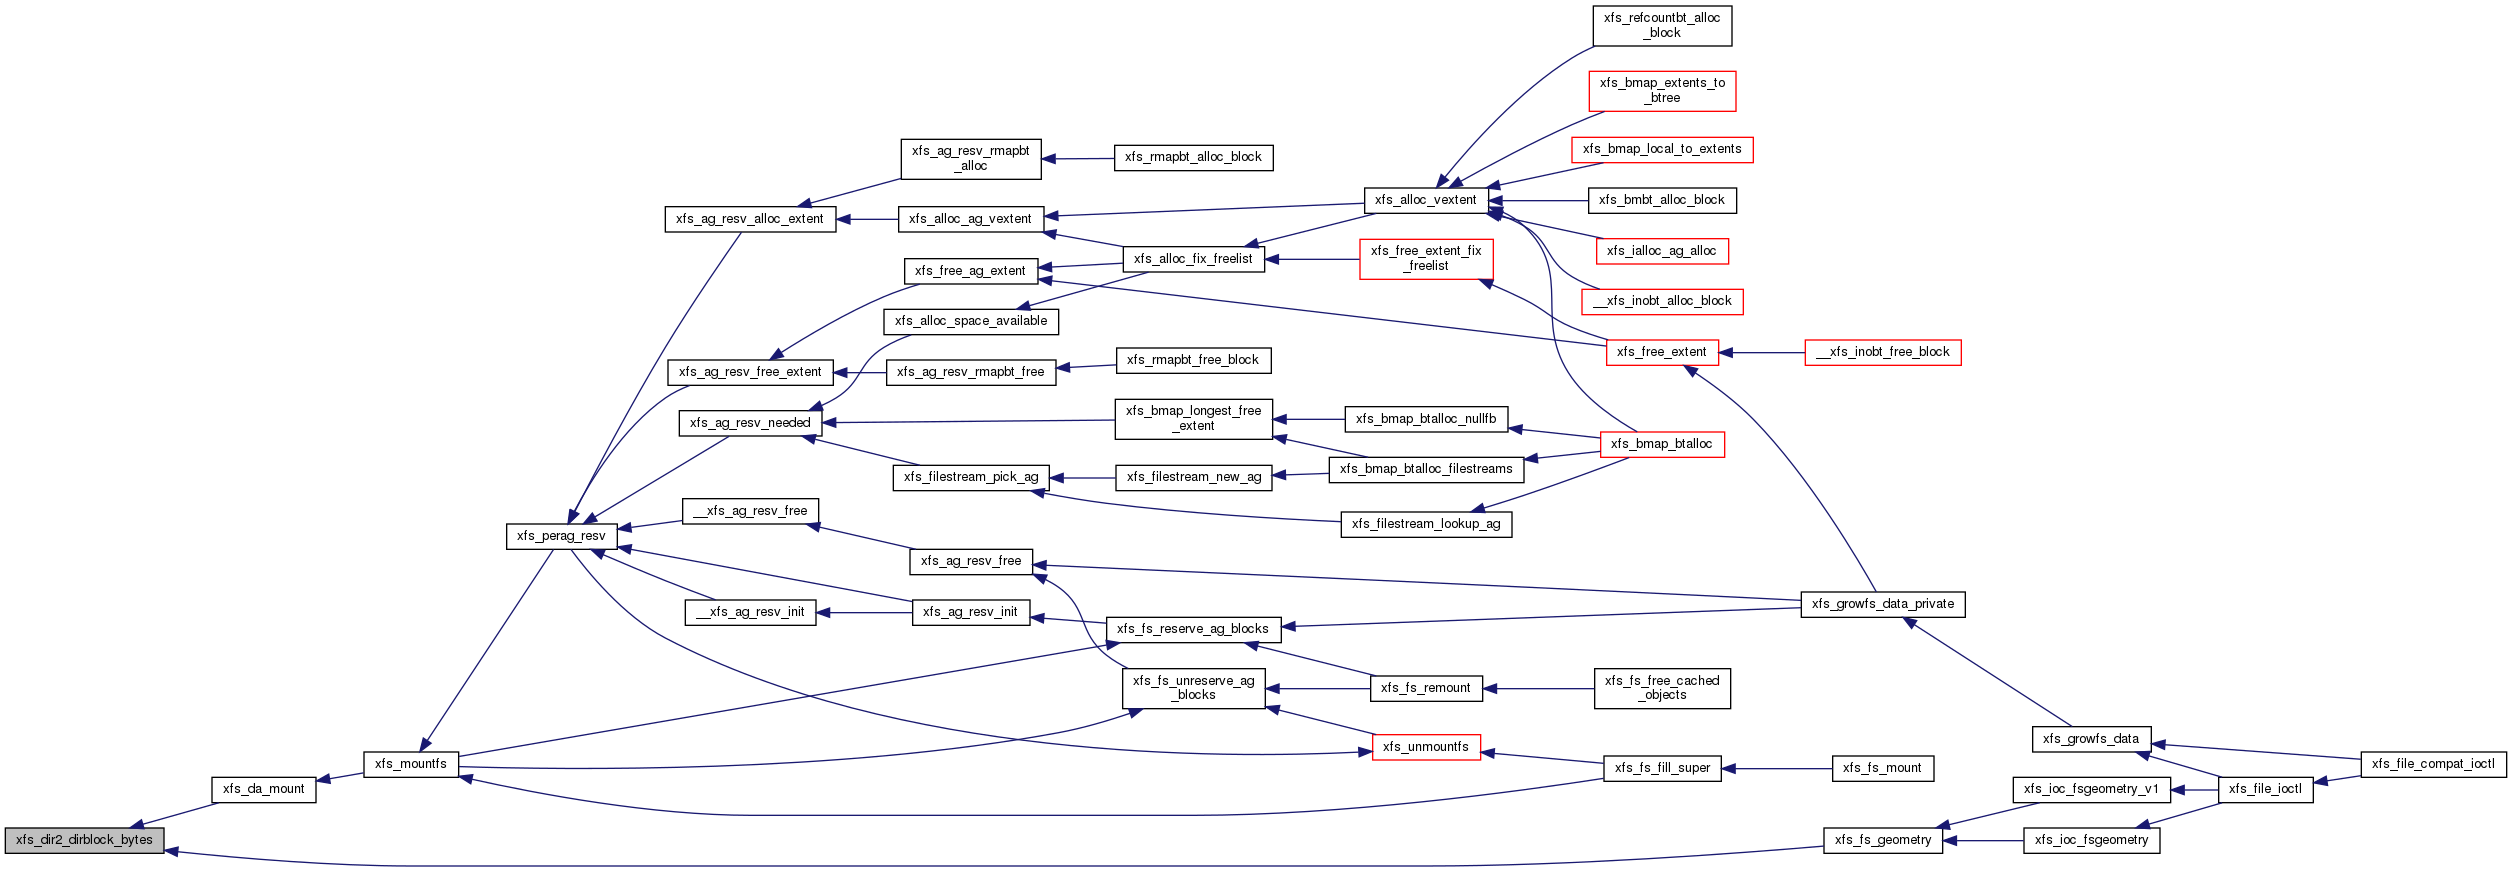 xfs_refcountbt_alloc
_block
xfs_bmap_extents_to
_btree
xfs_ag_resv_rmapbt
_alloc
xfs_rmapbt_alloc_block
xfs_bmap_local_to_extents
xfs_alloc_vextent
xfs_bmbt_alloc_block
xfs_ag_resv_alloc_extent
xfs_alloc_ag_vextent
xfs_ialloc_ag_alloc
xfs_free_ag_extent
xfs_alloc_fix_freelist
xfs_free_extent_fix
_freelist
__xfs_inobt_alloc_block
xfs_alloc_space_available
xfs_free_extent
__xfs_inobt_free_block
xfs_ag_resv_free_extent
xfs_ag_resv_rmapbt_free
xfs_rmapbt_free_block
xfs_ag_resv_needed
xfs_bmap_longest_free
_extent
xfs_bmap_btalloc_nullfb
xfs_bmap_btalloc
xfs_filestream_pick_ag
xfs_filestream_new_ag
xfs_bmap_btalloc_filestreams
__xfs_ag_resv_free
xfs_filestream_lookup_ag
xfs_perag_resv
xfs_ag_resv_free
__xfs_ag_resv_init
xfs_ag_resv_init
xfs_growfs_data_private
xfs_fs_reserve_ag_blocks
xfs_fs_unreserve_ag
_blocks
xfs_fs_remount
xfs_fs_free_cached
_objects
xfs_growfs_data
xfs_unmountfs
xfs_mountfs
xfs_fs_fill_super
xfs_fs_mount
xfs_file_compat_ioctl
xfs_da_mount
xfs_ioc_fsgeometry_v1
xfs_file_ioctl
xfs_dir2_dirblock_bytes
xfs_fs_geometry
xfs_ioc_fsgeometry